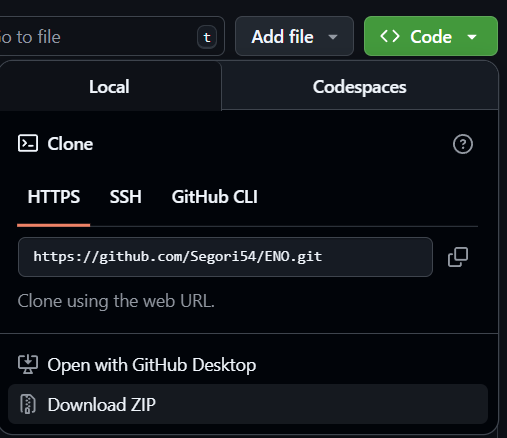 Go to file
t
Add file
Code
Local
Codespaces
Clone
HTTPS
SSH
GitHub CLI
https://github.com/Segori54/ENO.git
Clone using the web URL.
Open with GitHub Desktop
Download ZIP